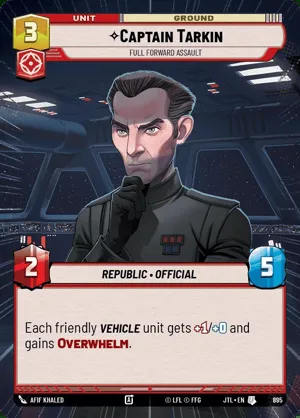 UNIT GROUND
3
CAPTAIN TARKIN
FULL FORWARD ASSAULT
2
5
REPUBLIC • OFFICIAL
Each friendly VEHICLE unit gets +1/+0 and
gains OVERWHELM.
AFIF KHALED © LFL © FFG JTL • EN 895